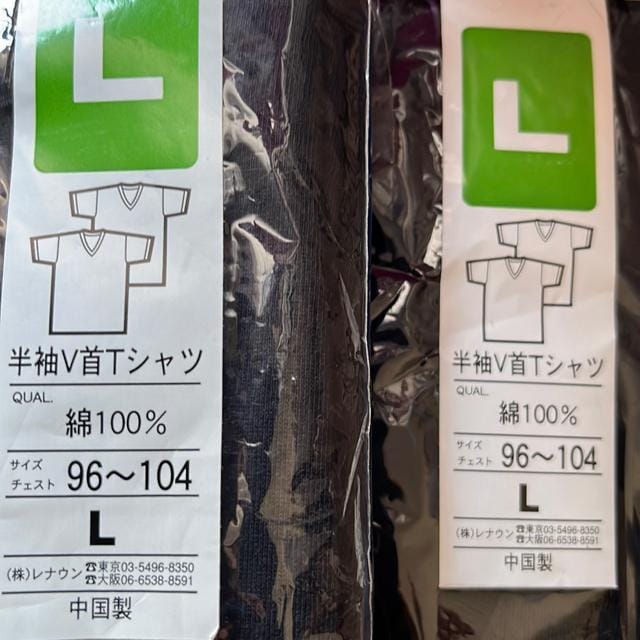 L
半袖V首Tシャツ
QUAL.
綿100%
サイズ
チェスト 96〜104
L
(株)レナウン ☎東京03-5496-8350
☎大阪06-6538-8591
中国製
L
半袖V首Tシャツ
QUAL.
綿100%
サイズ
チェスト 96〜104
L
(株)レナウン ☎東京03-5496-8350
☎大阪06-6538-8591
中国製